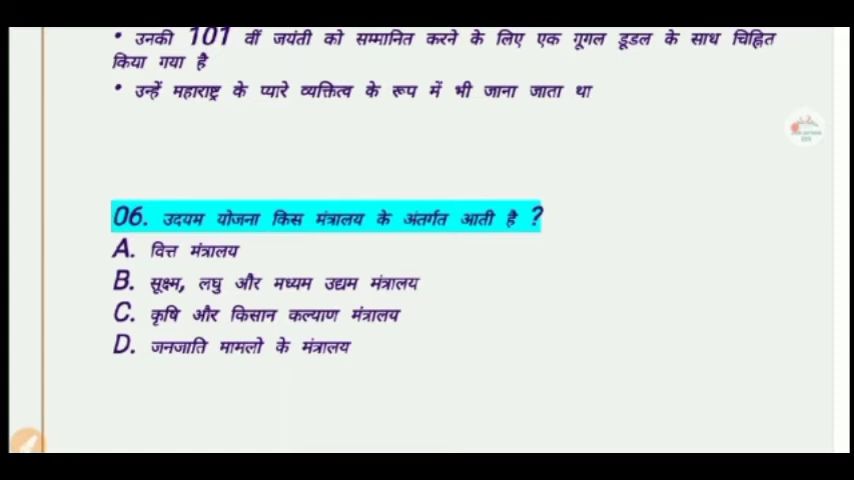 • उनकी 101 वीं जयंती को सम्मानित करने के लिए एक गूगल डूडल के साथ चिह्नित
किया गया है
• उन्हें महाराष्ट्र के प्यारे व्यक्तित्व के रूप में भी जाना जाता था
06. उदयम योजना किस मंत्रालय के अंतर्गत आती है ?
A. वित्त मंत्रालय
B. सूक्ष्म, लघु और मध्यम उद्यम मंत्रालय
C. कृषि और किसान कल्याण मंत्रालय
D. जनजाति मामलो के मंत्रालय